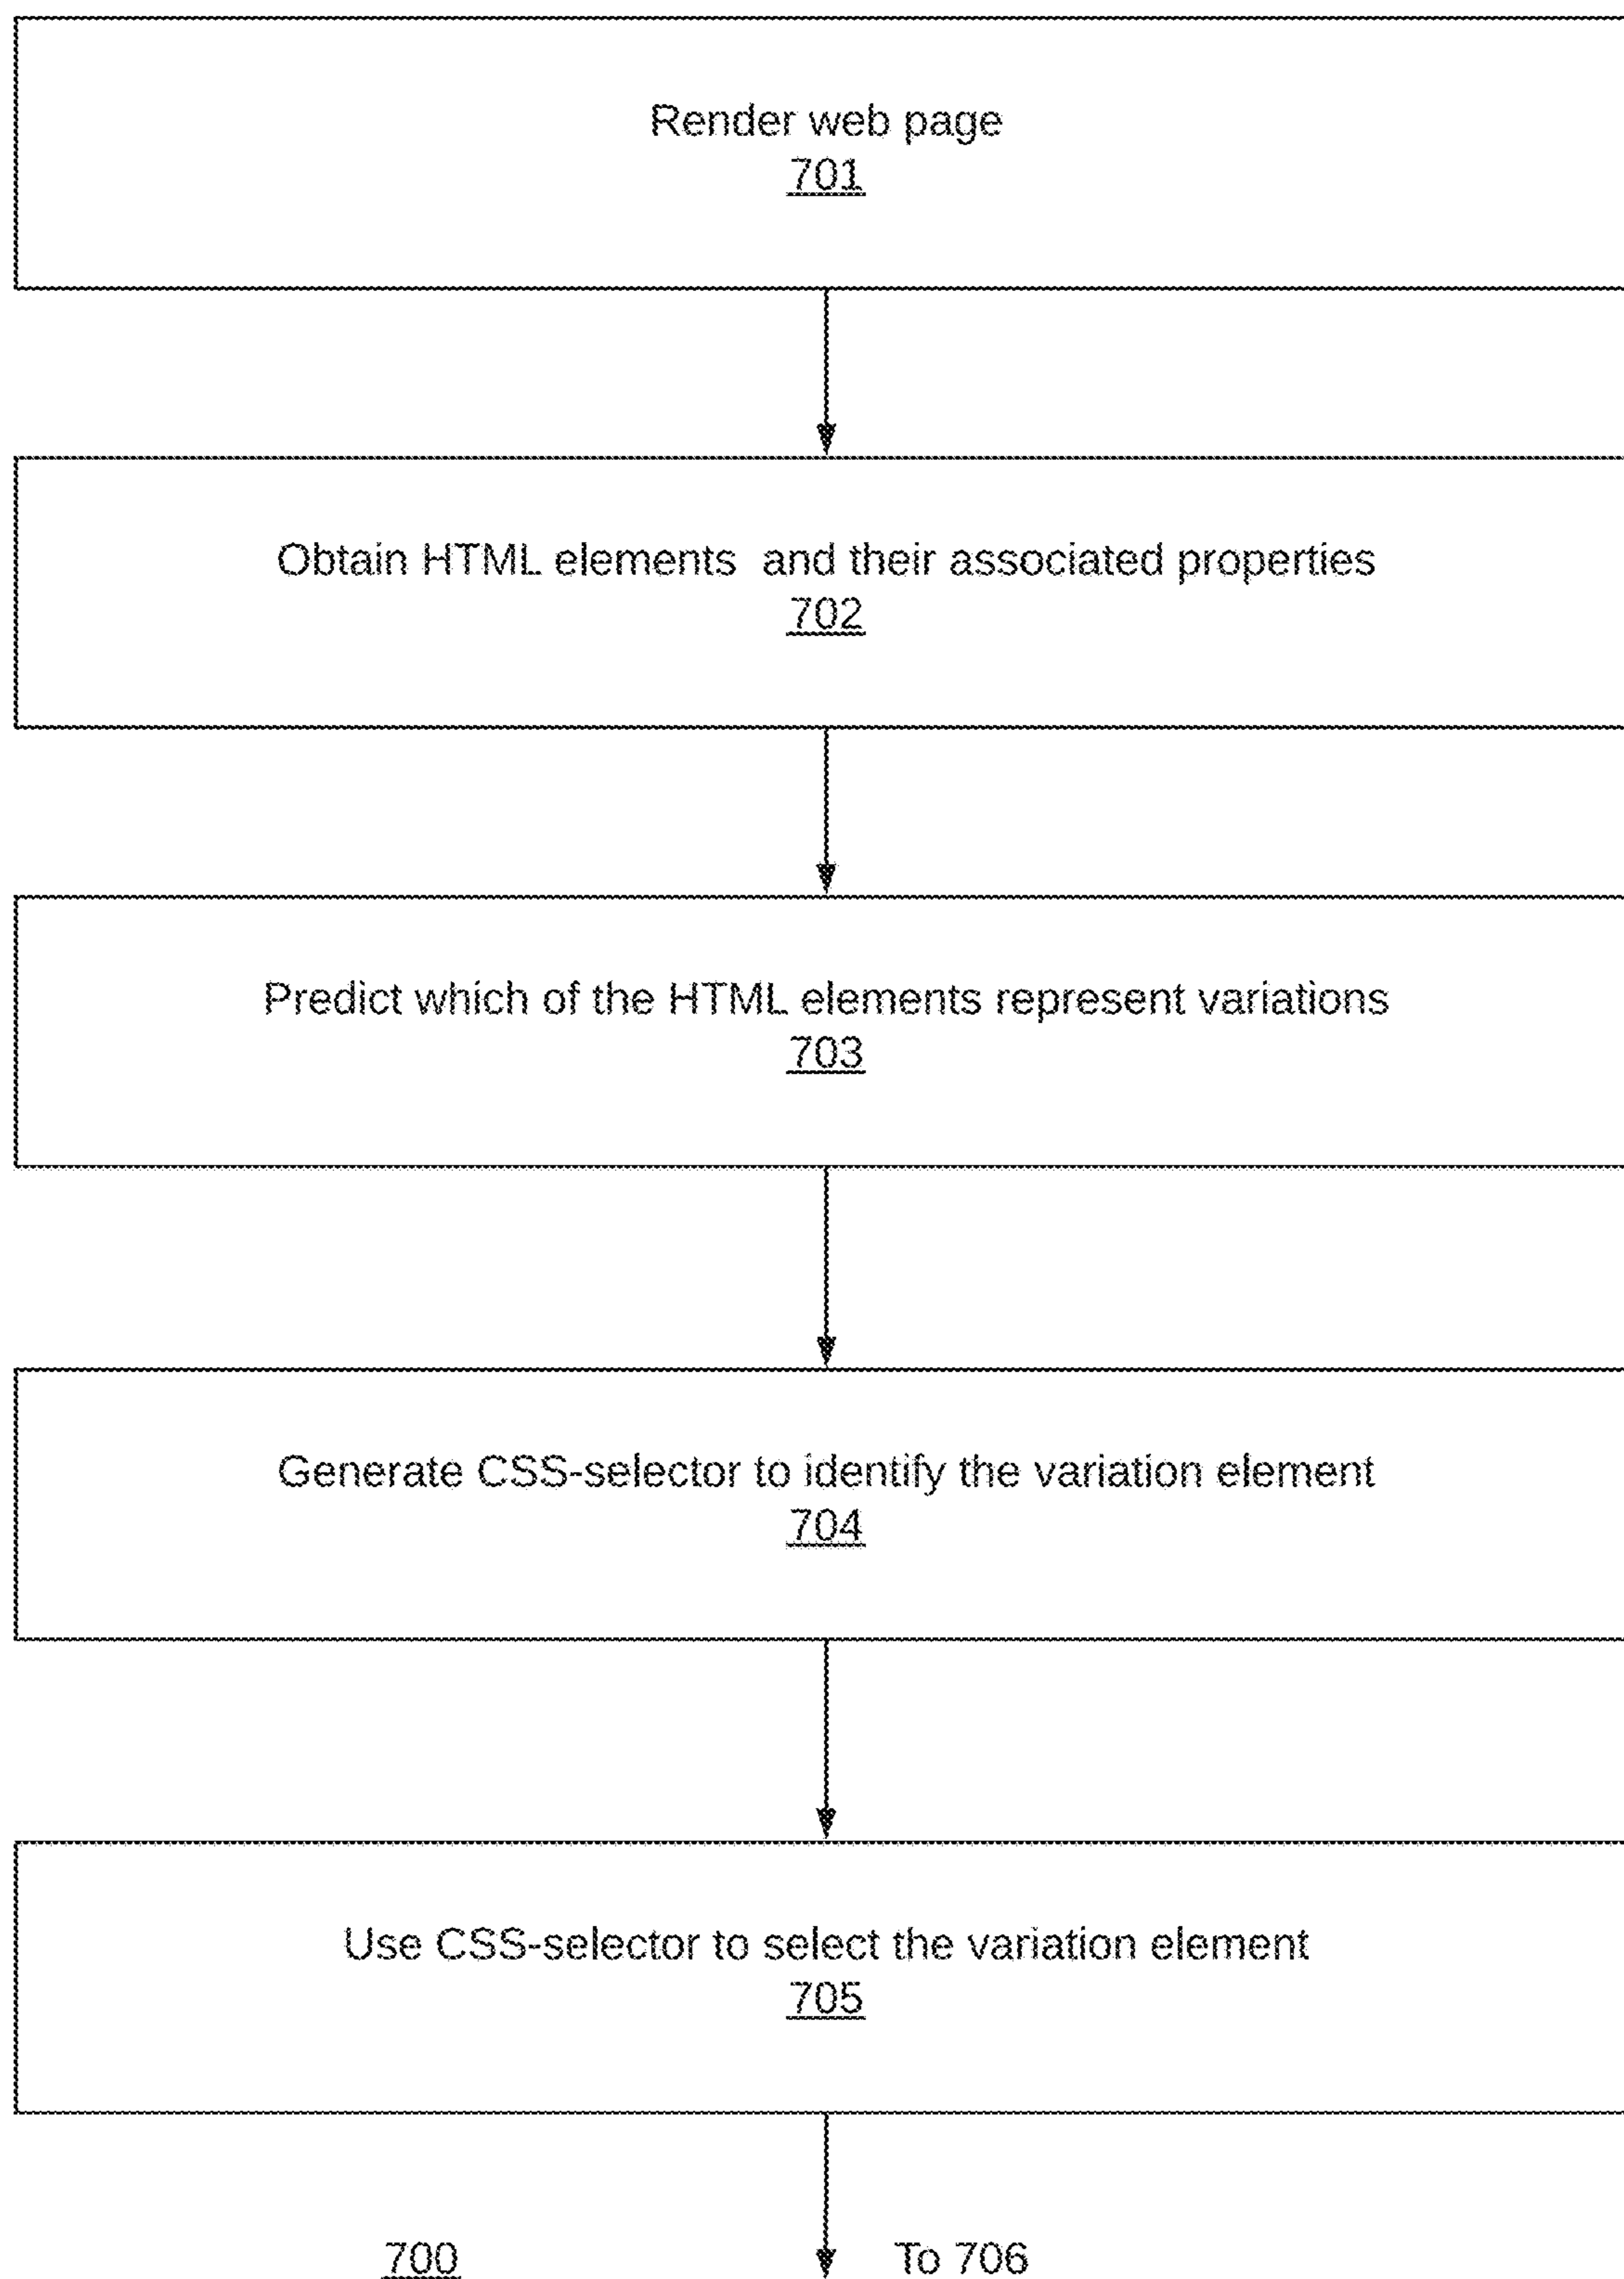 Render web page
701
Obtain HTML elements  and their associated properties
702
Predict which of the HTML elements represent variations
703
Generate CSS-selector to identify the variation element
704
Use CSS-selector to select the variation element
705
700 To 706